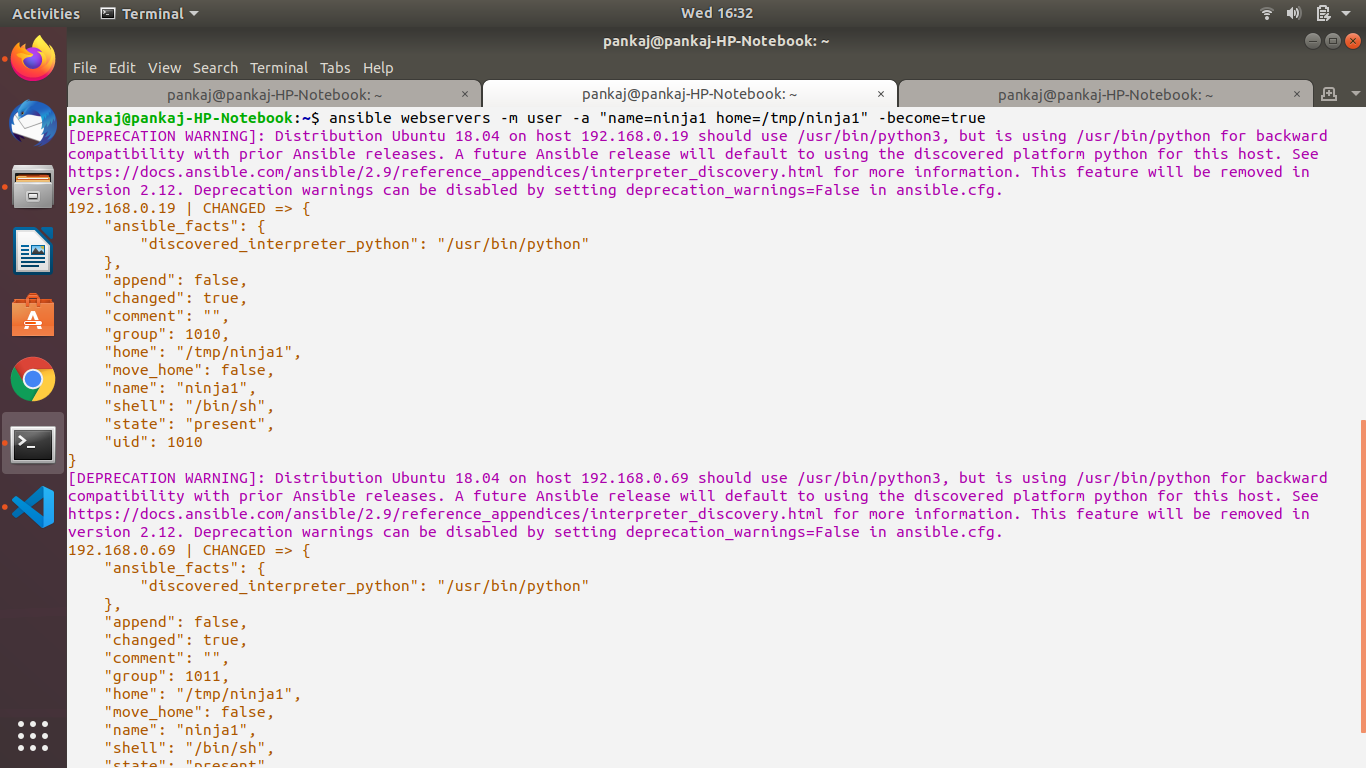 Activities Terminal Wed 16:32
pankaj@pankaj-HP-Notebook: ~
File Edit View Search Terminal Tabs Help
pankaj@pankaj-HP-Notebook: ~ × pankaj@pankaj-HP-Notebook: ~ × pankaj@pankaj-HP-Notebook: ~ ×
pankaj@pankaj-HP-Notebook:~$ ansible webservers -m user -a "name=ninja1 home=/tmp/ninja1" -become=true
[DEPRECATION WARNING]: Distribution Ubuntu 18.04 on host 192.168.0.19 should use /usr/bin/python3, but is using /usr/bin/python for backward
compatibility with prior Ansible releases. A future Ansible release will default to using the discovered platform python for this host. See
https://docs.ansible.com/ansible/2.9/reference_appendices/interpreter_discovery.html for more information. This feature will be removed in
version 2.12. Deprecation warnings can be disabled by setting deprecation_warnings=False in ansible.cfg.
192.168.0.19 | CHANGED => {
    "ansible_facts": {
        "discovered_interpreter_python": "/usr/bin/python"
    },
    "append": false,
    "changed": true,
    "comment": "",
    "group": 1010,
    "home": "/tmp/ninja1",
    "move_home": false,
    "name": "ninja1",
    "shell": "/bin/sh",
    "state": "present",
    "uid": 1010
}
[DEPRECATION WARNING]: Distribution Ubuntu 18.04 on host 192.168.0.69 should use /usr/bin/python3, but is using /usr/bin/python for backward
compatibility with prior Ansible releases. A future Ansible release will default to using the discovered platform python for this host. See
https://docs.ansible.com/ansible/2.9/reference_appendices/interpreter_discovery.html for more information. This feature will be removed in
version 2.12. Deprecation warnings can be disabled by setting deprecation_warnings=False in ansible.cfg.
192.168.0.69 | CHANGED => {
    "ansible_facts": {
        "discovered_interpreter_python": "/usr/bin/python"
    },
    "append": false,
    "changed": true,
    "comment": "",
    "group": 1011,
    "home": "/tmp/ninja1",
    "move_home": false,
    "name": "ninja1",
    "shell": "/bin/sh",
    "state": "present"